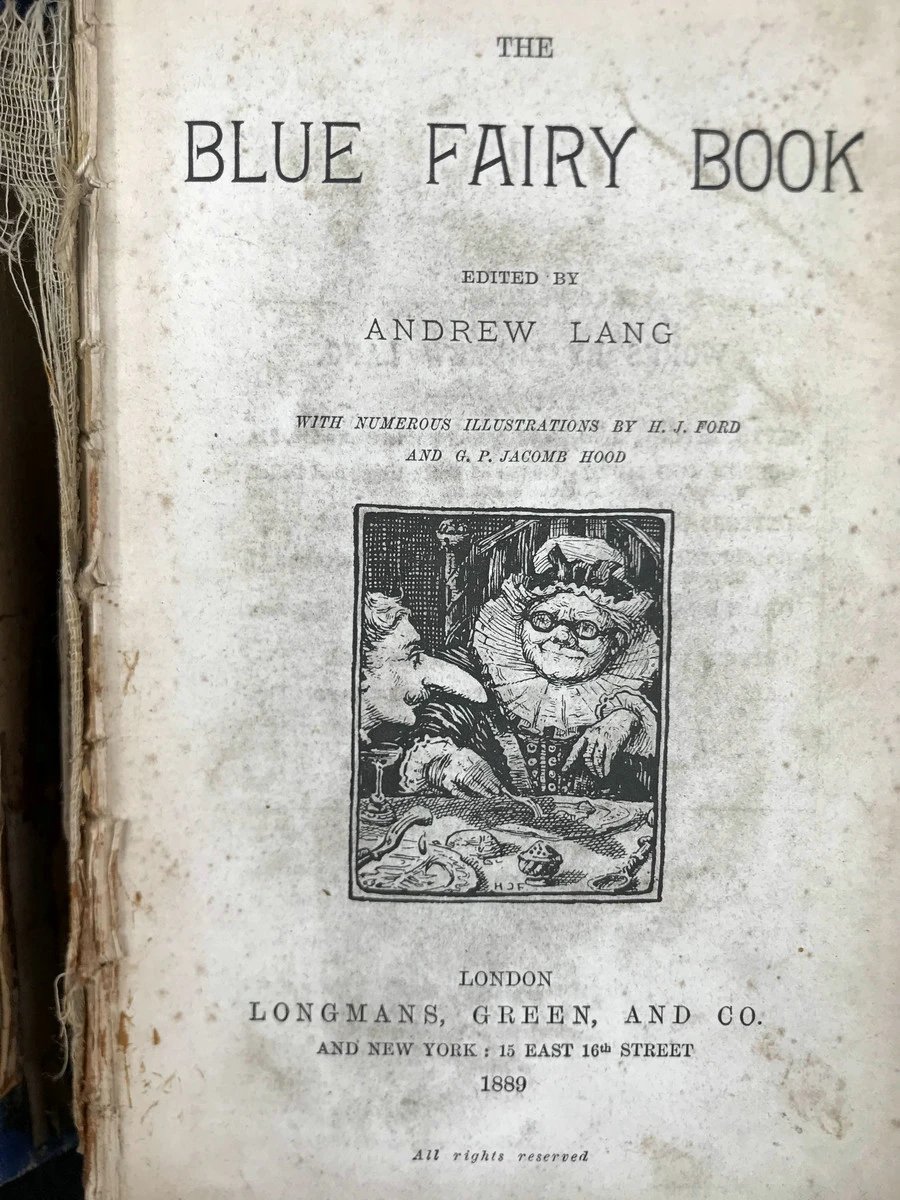 THE
BLUE FAIRY BOOK
EDITED BY
ANDREW LANG
WITH NUMEROUS ILLUSTRATIONS BY H. J. FORD
AND G. P. JACOMB HOOD
HJF
LONDON
LONGMANS, GREEN, AND CO.
AND NEW YORK : 15 EAST 16th STREET
1889
All rights reserved